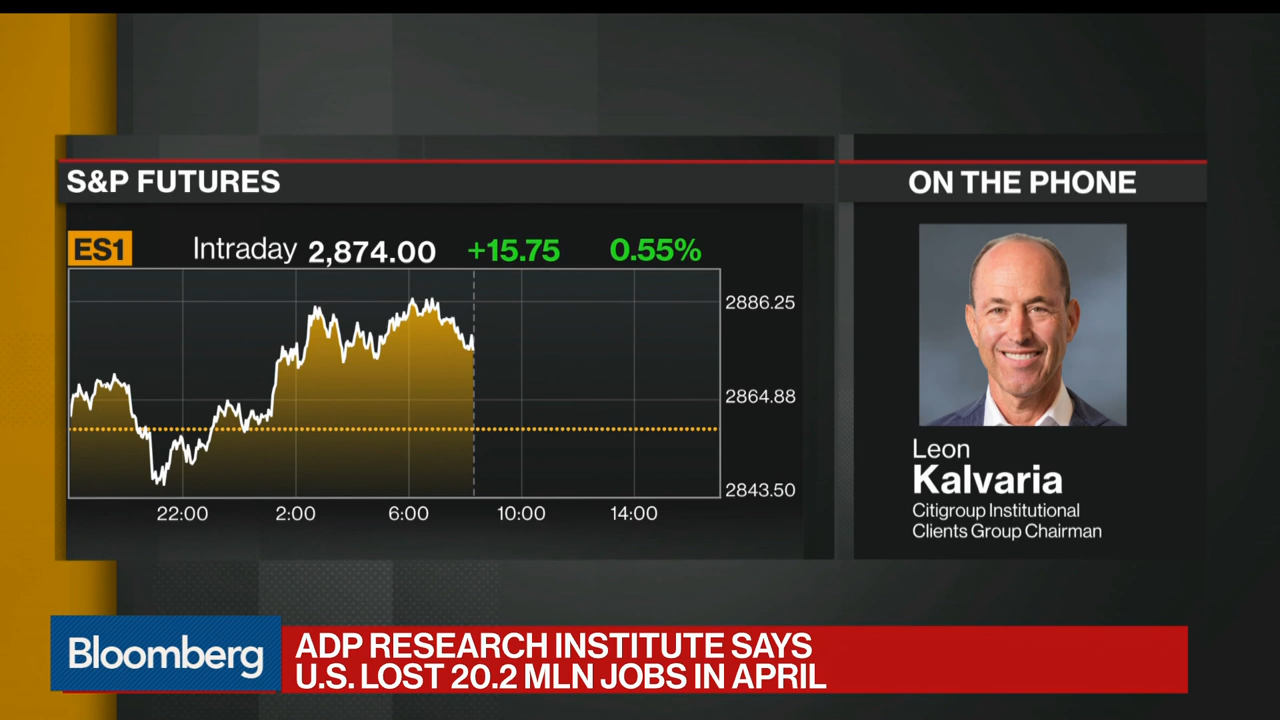 S&P FUTURES
ES1 Intraday 2,874.00 +15.75 0.55%
2886.25
2864.88
2843.50
22:00 2:00 6:00 10:00 14:00
ON THE PHONE
Leon
Kalvaria
Citigroup Institutional
Clients Group Chairman
Bloomberg
ADP RESEARCH INSTITUTE SAYS
U.S. LOST 20.2 MLN JOBS IN APRIL